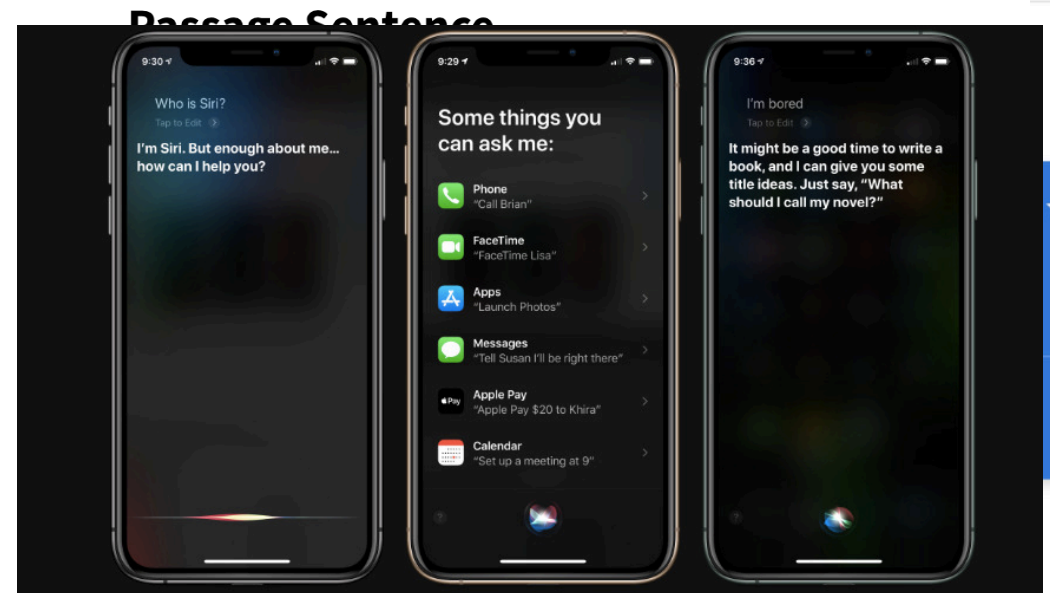 Passage Sentence
9:30
Who is Siri?
Tap to Edit
I'm Siri. But enough about me...
how can I help you?
9:29
Some things you
can ask me:
Phone
"Call Brian"
FaceTime
"FaceTime Lisa"
Apps
"Launch Photos"
Messages
"Tell Susan I'll be right there"
Pay
Apple Pay
"Apple Pay $20 to Khira"
Calendar
"Set up a meeting at 9"
?
9:36
I'm bored
Tap to Edit
It might be a good time to write a
book, and I can give you some
title ideas. Just say, "What
should I call my novel?"
?